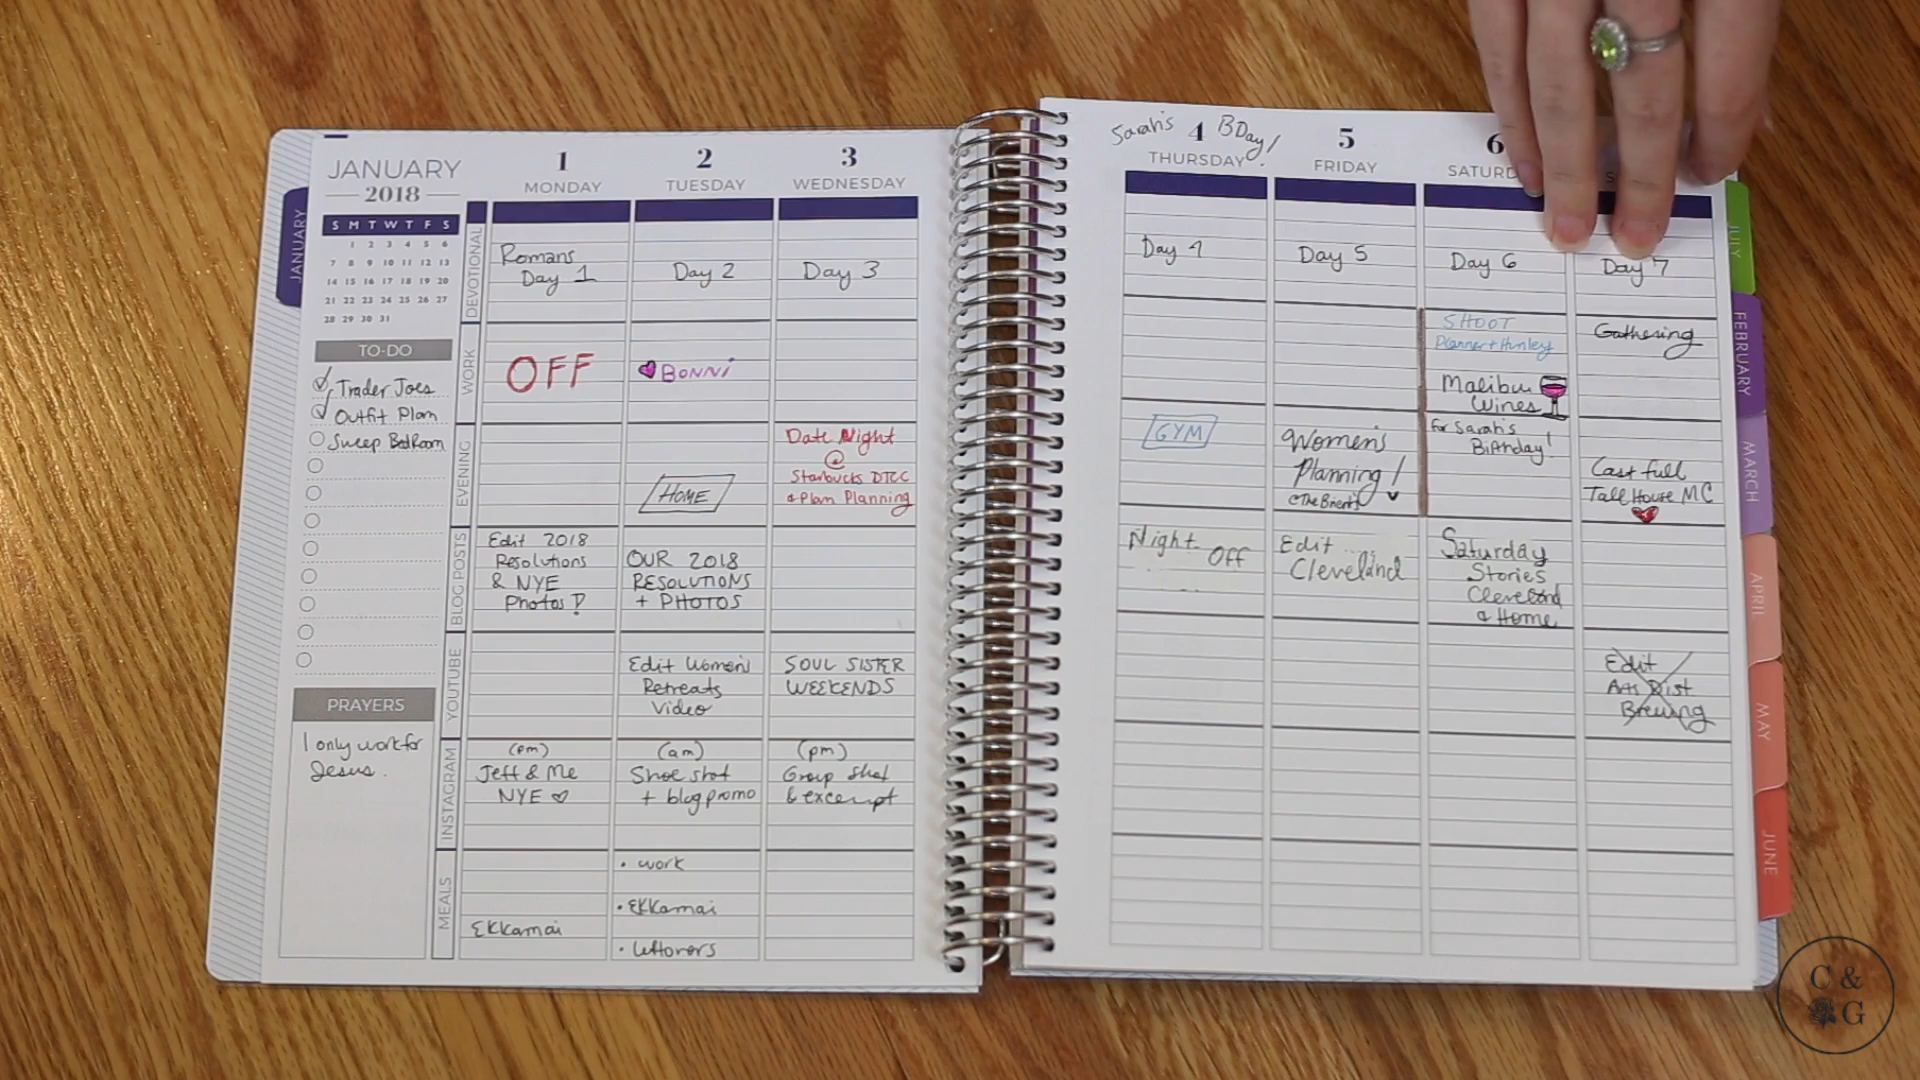 JANUARY
2018
S M T W T F S
1 2 3 4 5 6
7 8 9 10 11 12 13
14 15 16 17 18 19 20
21 22 23 24 25 26 27
28 29 30 31
TO-DO
Trader Joes
Outfit Plan
Sweep BedRoom
PRAYERS
I only work for
Jesus.
JANUARY
DEVOTIONAL
WORK
EVENING
BLOG POSTS
YOUTUBE
INSTAGRAM
MEALS
1
MONDAY
Romans
Day 1
OFF
Edit 2018
Resolutions
& NYE
Photos!
(pm)
Jeff & Me
NYE
Ekkamai
2
TUESDAY
Day 2
BONNI
HOME
OUR 2018
RESOLUTIONS
+ PHOTOS
Edit Women's
Retreats
Video
(am)
Shoe shot
+ blog promo
• work
• Ekkamai
• leftovers
3
WEDNESDAY
Day 3
Date Night
@
Starbucks DTLC
& Plan Planning
SOUL SISTER
WEEKENDS
(pm)
Group shot
& excerpt
Sarah's 4 BDay!
THURSDAY
Day 4
GYM
Night Off
5
FRIDAY
Day 5
Women's
Planning!
Edit
Cleveland
6
SATURD
Day 6
SHOOT
Planner + Hunley
Malibu
Wines
for Sarah's
Birthday!
Saturday
Stories
Cleveland
& Home
S
Day 7
Gathering
Cast full
Tall House MC
Edit
Arts Dist
Brewing
JULY
FEBRUARY
MARCH
APRIL
MAY
JUNE
C &
G